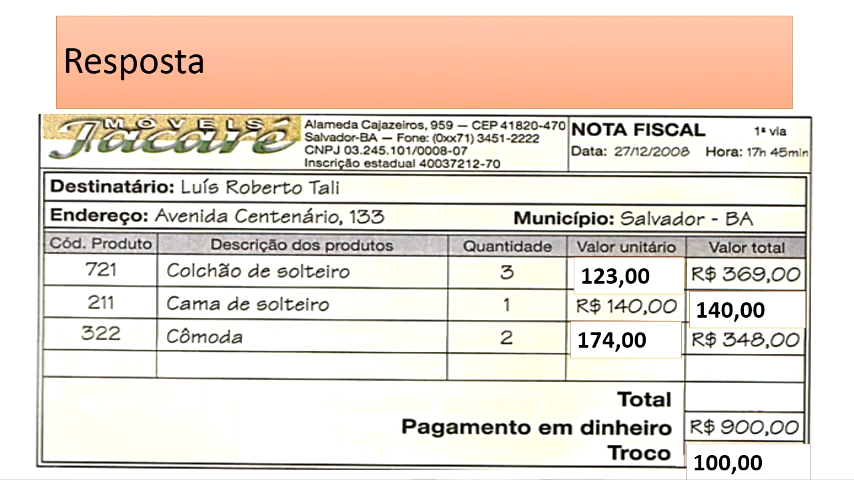 Resposta
MÓVEIS
Jacaré
Alameda Cajazeiros, 959 — CEP 41820-470
Salvador-BA — Fone: (0xx71) 3451-2222
CNPJ 03.245.101/0008-07
Inscrição estadual 40037212-70
NOTA FISCAL 1ª via
Data: 27/12/2008 Hora: 17h 45min
Destinatário: Luís Roberto Tali
Endereço: Avenida Centenário, 133 Município: Salvador - BA
Cód. Produto Descrição dos produtos Quantidade Valor unitário Valor total
721 Colchão de solteiro 3 123,00 R$ 369,00
211 Cama de solteiro 1 R$ 140,00 140,00
322 Cômoda 2 174,00 R$ 348,00
Total
Pagamento em dinheiro R$ 900,00
Troco 100,00